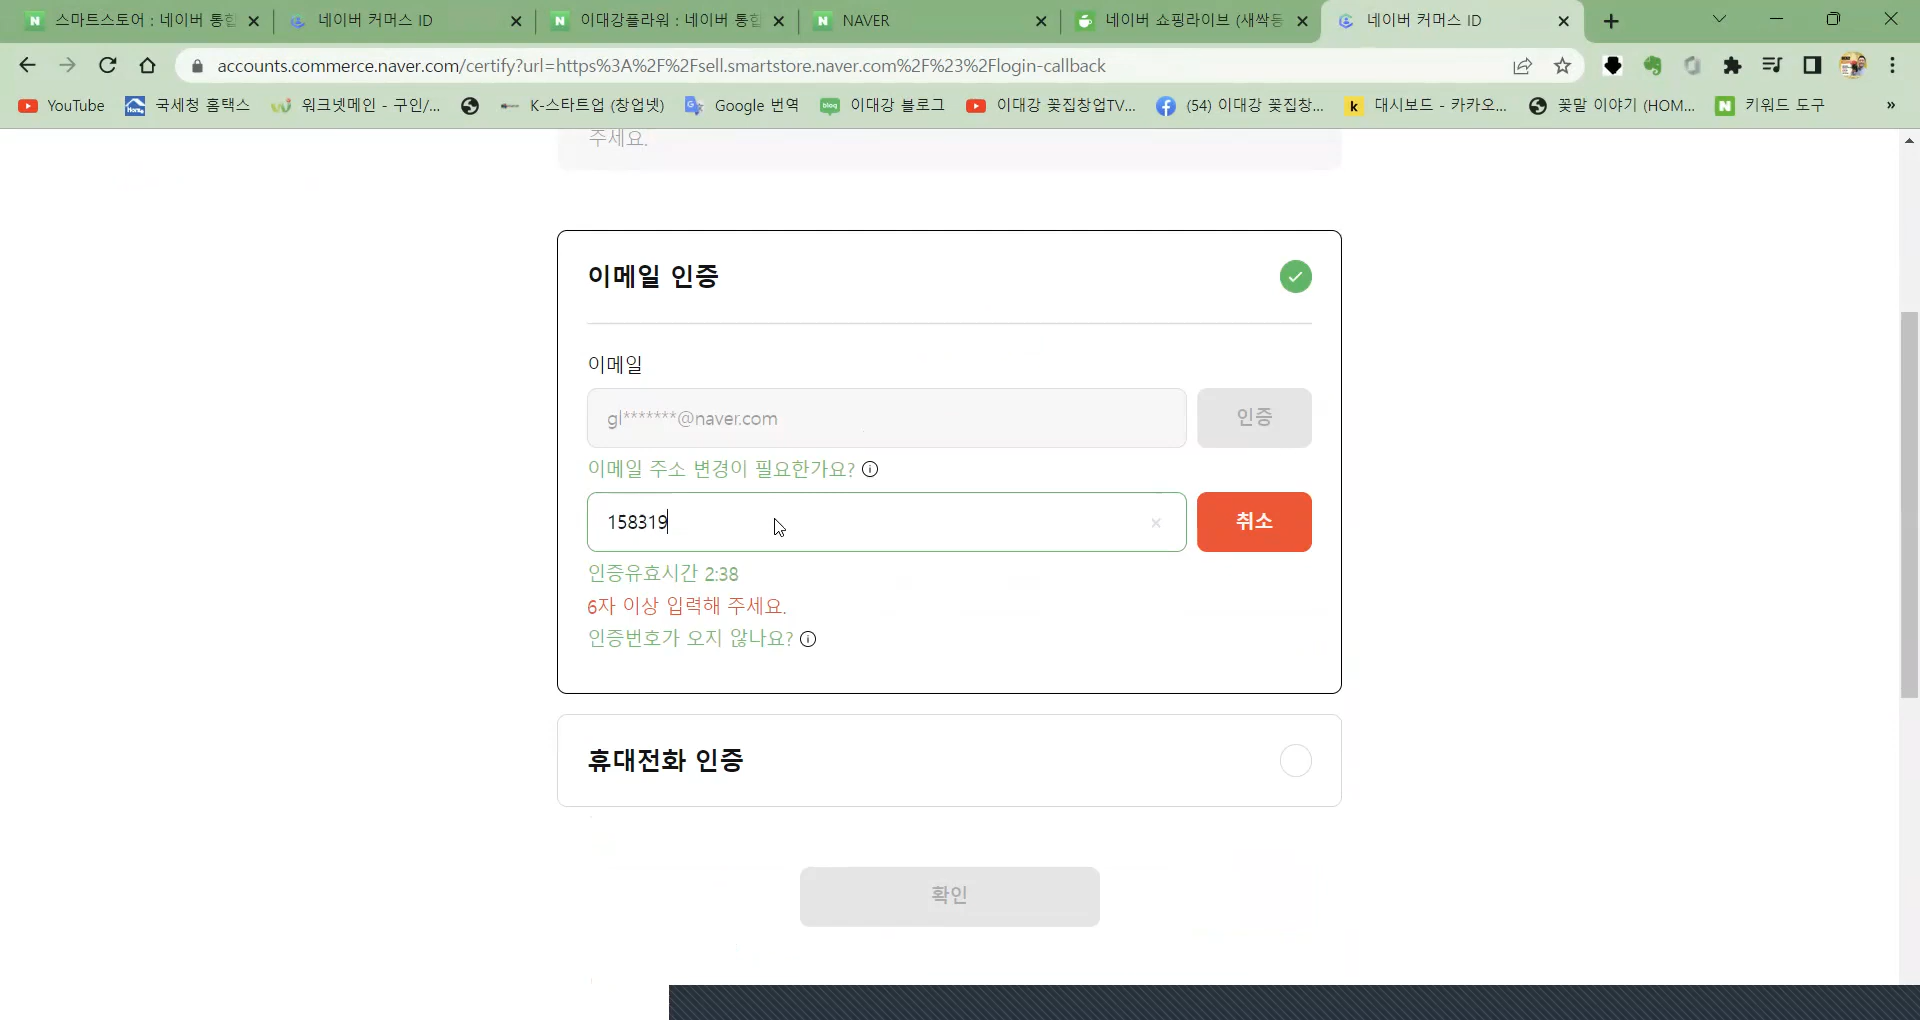 스마트스토어 : 네이버 통합
네이버 커머스 ID
이대강플라워 : 네이버 통합
NAVER
네이버 쇼핑라이브 (새싹등
네이버 커머스 ID
accounts.commerce.naver.com/certify?url=https%3A%2F%2Fsell.smartstore.naver.com%2F%23%2Flogin-callback
YouTube
국세청 홈택스
워크넷메인 - 구인/...
K-스타트업 (창업넷)
Google 번역
이대강 블로그
이대강 꽃집창업TV...
(54) 이대강 꽃집창...
대시보드 - 카카오...
꽃말 이야기 (HOM...
키워드 도구
»
주세요.
이메일 인증
이메일
gl*******@naver.com
인증
이메일 주소 변경이 필요한가요?
158319
취소
인증유효시간 2:38
6자 이상 입력해 주세요.
인증번호가 오지 않나요?
휴대전화 인증
확인